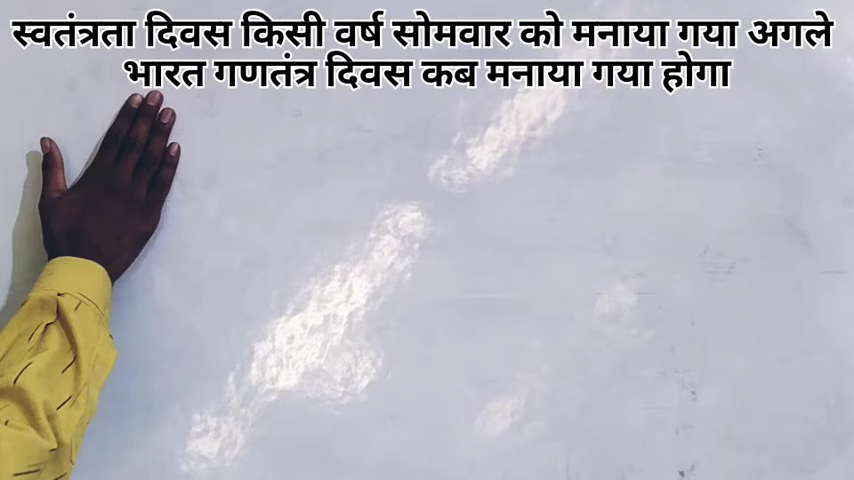 स्वतंत्रता दिवस किसी वर्ष सोमवार को मनाया गया अगले
भारत गणतंत्र दिवस कब मनाया गया होगा